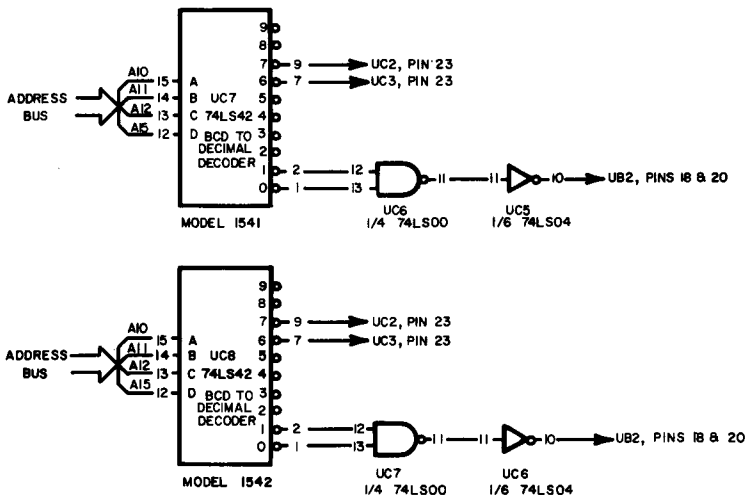 9
8
7 9 UC2, PIN 23
6 7 UC3, PIN 23
A10 15 A
A11 14 B UC7 5
ADDRESS BUS
A12 13 C 74LS42 4
A15 12 D BCD TO DECIMAL DECODER 3
2
1 2 12
0 1 13
11 11 10 UB2, PINS 18 & 20
UC6
1/4 74LS00
UC5
1/6 74LS04
MODEL 1541
9
8
7 9 UC2, PIN 23
6 7 UC3, PIN 23
A10 15 A
A11 14 B UC8 5
ADDRESS BUS
A12 13 C 74LS42 4
A15 12 D BCD TO DECIMAL DECODER 3
2
1 2 12
0 1 13
11 11 10 UB2, PINS 18 & 20
UC7
1/4 74LS00
UC6
1/6 74LS04
MODEL 1542